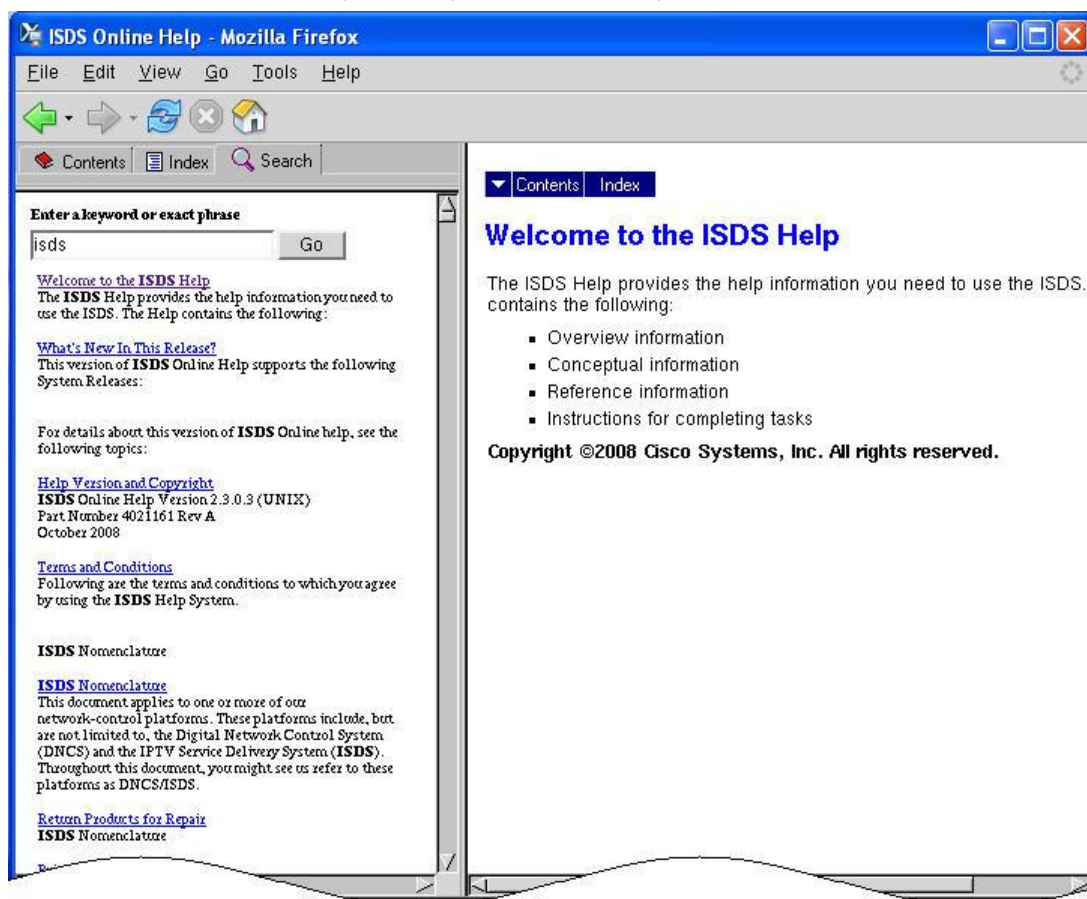 ISDS Online Help - Mozilla Firefox
File Edit View Go Tools Help
Contents Index Search
Enter a keyword or exact phrase
isds Go
Welcome to the ISDS Help
The ISDS Help provides the help information you need to
use the ISDS. The Help contains the following:
What's New In This Release?
This version of ISDS Online Help supports the following
System Releases:
For details about this version of ISDS Online help, see the
following topics:
Help Version and Copyright
ISDS Online Help Version 2.3.0.3 (UNIX)
Part Number 4021161 Rev A
October 2008
Terms and Conditions
Following are the terms and conditions to which you agree
by using the ISDS Help System.
ISDS Nomenclature
ISDS Nomenclature
This document applies to one or more of our
network-control platforms. These platforms include, but
are not limited to, the Digital Network Control System
(DNCS) and the IPTV Service Delivery System (ISDS).
Throughout this document, you might see us refer to these
platforms as DNCS/ISDS.
Return Products for Repair
ISDS Nomenclature
Contents Index
Welcome to the ISDS Help
The ISDS Help provides the help information you need to use the ISDS.
contains the following:
▪ Overview information
▪ Conceptual information
▪ Reference information
▪ Instructions for completing tasks
Copyright ©2008 Cisco Systems, Inc. All rights reserved.